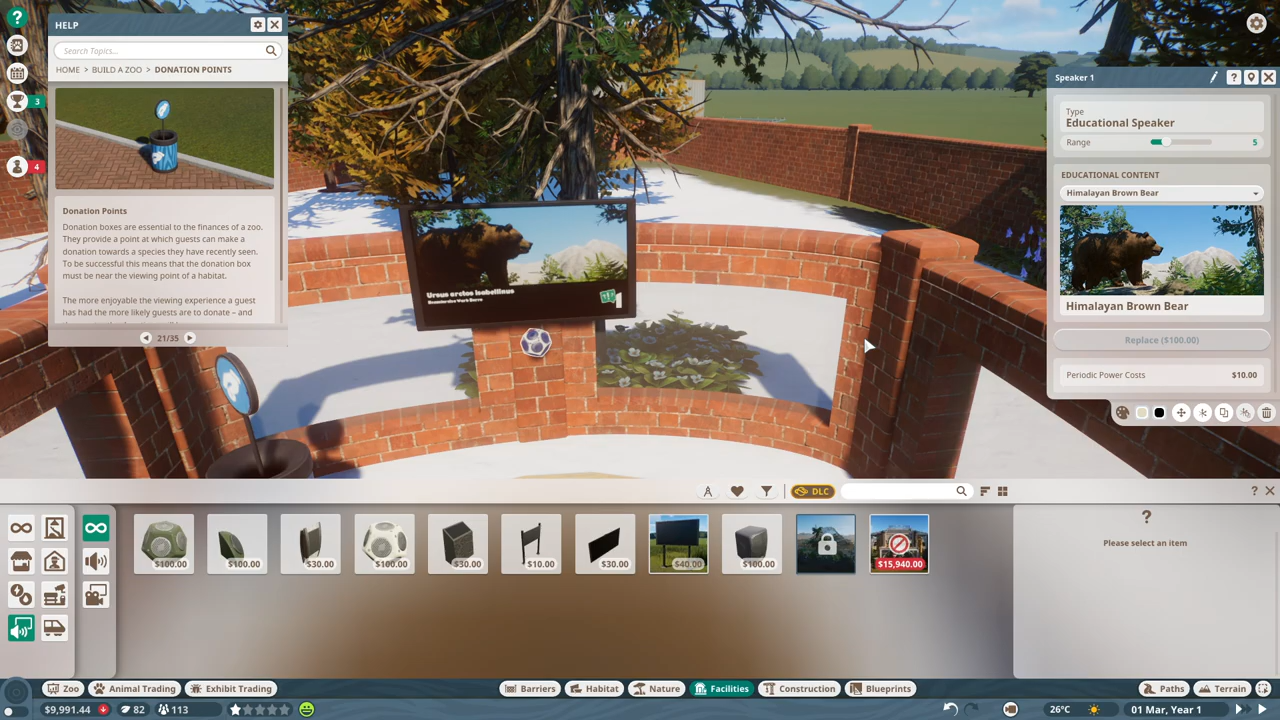 HELP
Search Topics...
HOME > BUILD A ZOO > DONATION POINTS
Donation Points
Donation boxes are essential to the finances of a zoo.
They provide a point at which guests can make a
donation towards a species they have recently seen.
To be successful this means that the donation box
must be near the viewing point of a habitat.
The more enjoyable the viewing experience a guest
has had the more likely guests are to donate – and
21/35
3
4
Ursus arctos isabellinus
Speaker 1
Type
Educational Speaker
Range 5
EDUCATIONAL CONTENT
Himalayan Brown Bear
Himalayan Brown Bear
Replace ($100.00)
Periodic Power Costs $10.00
DLC
?
$100.00 $100.00 $30.00 $100.00 $30.00 $10.00 $30.00 $40.00 $100.00 $15,940.00
?
Please select an item
Zoo Animal Trading Exhibit Trading Barriers Habitat Nature Facilities Construction Blueprints Paths Terrain
$9,991.44 82 113 26°C 01 Mar, Year 1